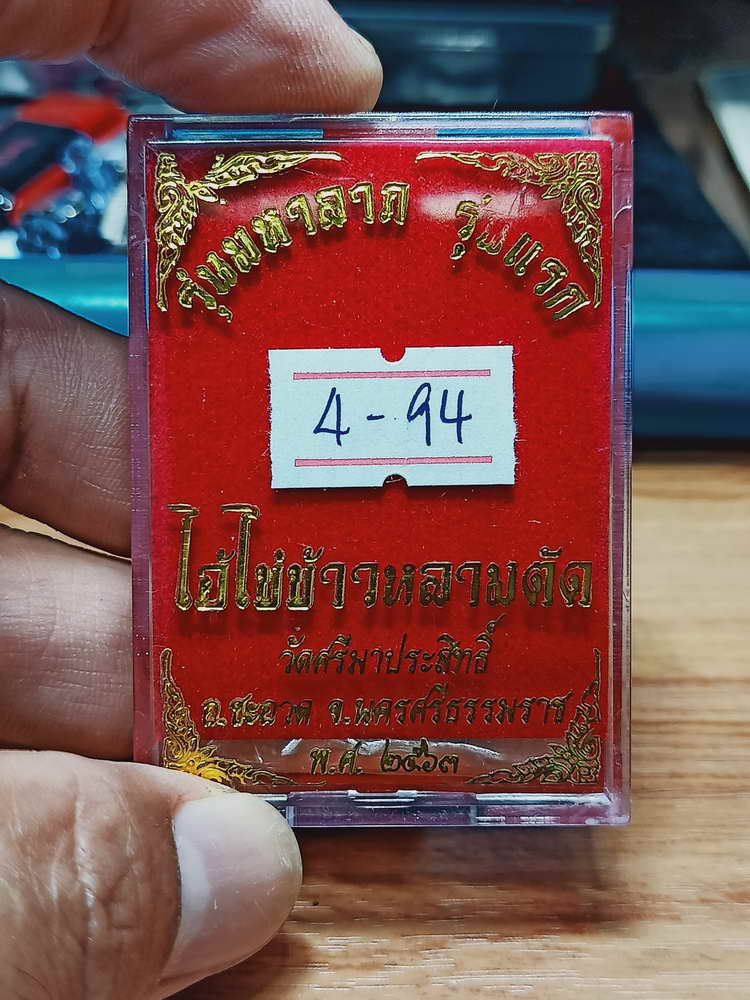 รุ่นมหาลาภ รุ่นแรก
4-94
ไอ้ไข่ข้าวหลามตัด
วัดศรีมาประสิทธิ์
อ.ชะอวด จ.นครศรีธรรมราช
พ.ศ. ๒๕๖๓